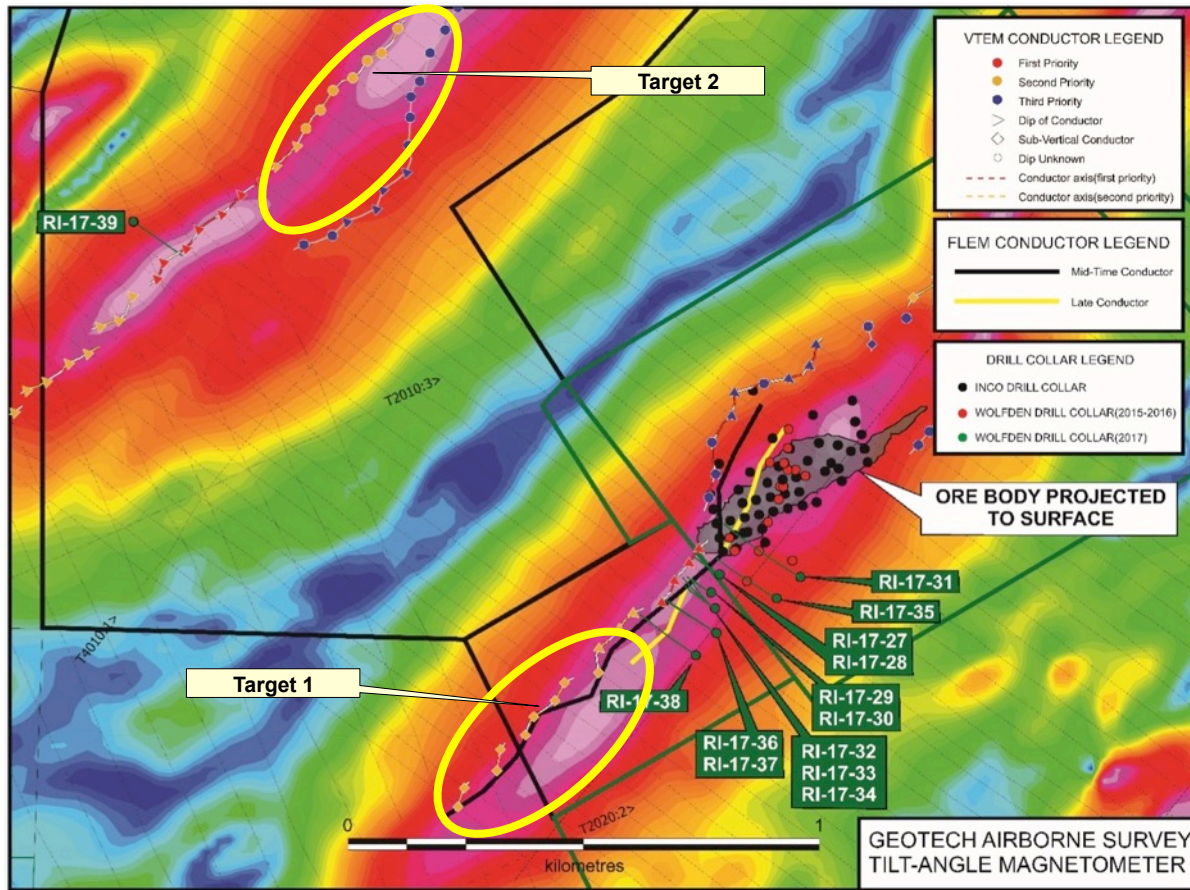 VTEM CONDUCTOR LEGEND
First Priority
Second Priority
Third Priority
Dip of Conductor
Sub-Vertical Conductor
Dip Unknown
Conductor axis(first priority)
Conductor axis(second priority)
FLEM CONDUCTOR LEGEND
Mid-Time Conductor
Late Conductor
DRILL COLLAR LEGEND
INCO DRILL COLLAR
WOLFDEN DRILL COLLAR(2015-2016)
WOLFDEN DRILL COLLAR(2017)
Target 2
RI-17-39
T2010:3>
ORE BODY PROJECTED
TO SURFACE
RI-17-31
RI-17-35
RI-17-27
RI-17-28
T4010:1>
Target 1
RI-17-38
RI-17-29
RI-17-30
RI-17-36
RI-17-37
RI-17-32
RI-17-33
RI-17-34
T2020:2>
0
1
kilometres
GEOTECH AIRBORNE SURVEY
TILT-ANGLE MAGNETOMETER